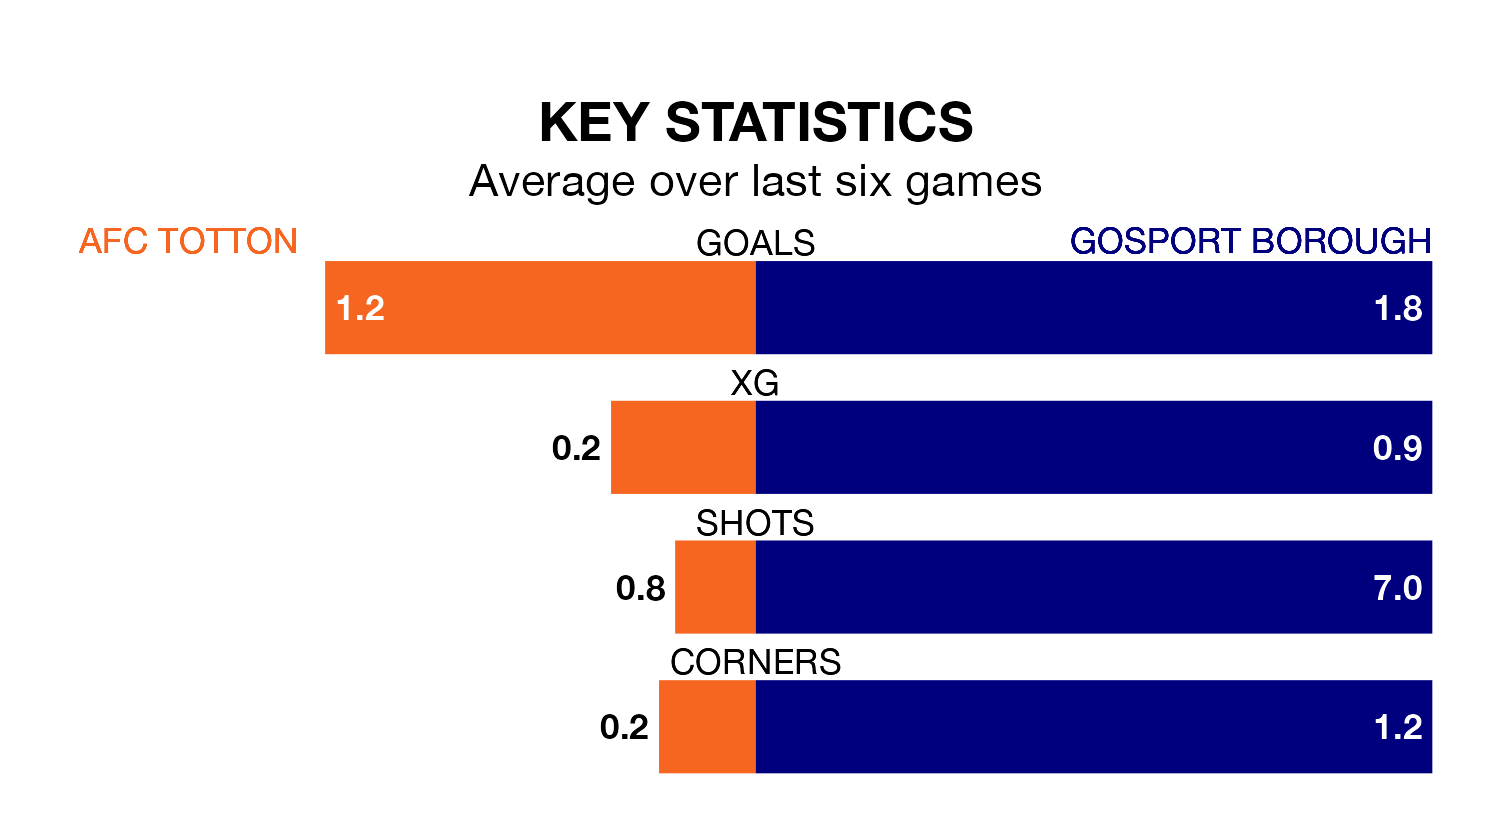 KEY STATISTICS
Average over last six games
AFC TOTTON GOALS GOSPORT BOROUGH
1.2 1.8
XG
0.2 0.9
SHOTS
0.8 7.0
CORNERS
0.2 1.2